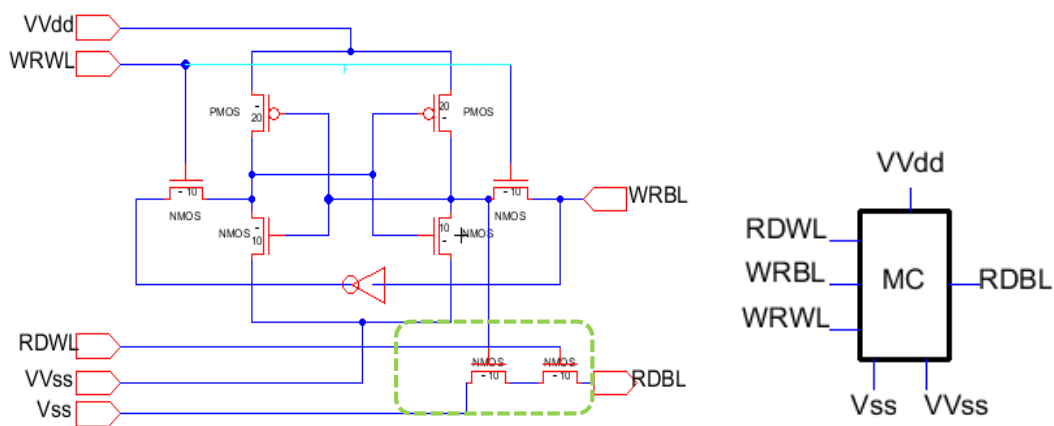 VVdd
WRWL
PMOS
-
20
20
-
PMOS
- 10
NMOS
NMOS
-
10
10
-
NMOS
- 10
NMOS
WRBL
RDWL
VVss
Vss
NMOS
- 10
NMOS
- 10
RDBL
VVdd
RDWL
WRBL
WRWL
MC
RDBL
Vss
VVss